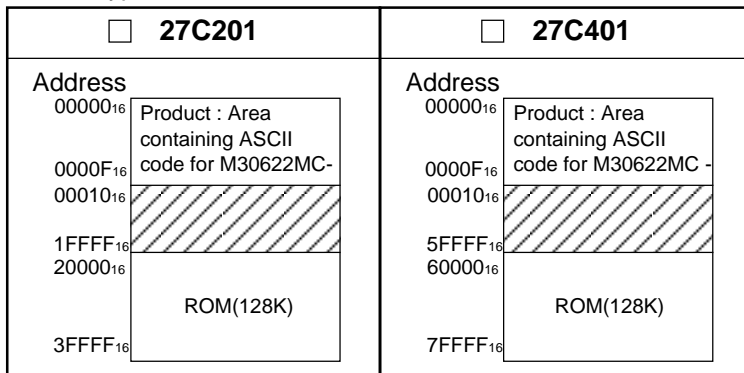 □ 27C201
Address
00000₁₆
Product : Area
containing ASCII
code for M30622MC-
0000F₁₆
00010₁₆
1FFFF₁₆
20000₁₆
ROM(128K)
3FFFF₁₆
□ 27C401
Address
00000₁₆
Product : Area
containing ASCII
code for M30622MC -
0000F₁₆
00010₁₆
5FFFF₁₆
60000₁₆
ROM(128K)
7FFFF₁₆